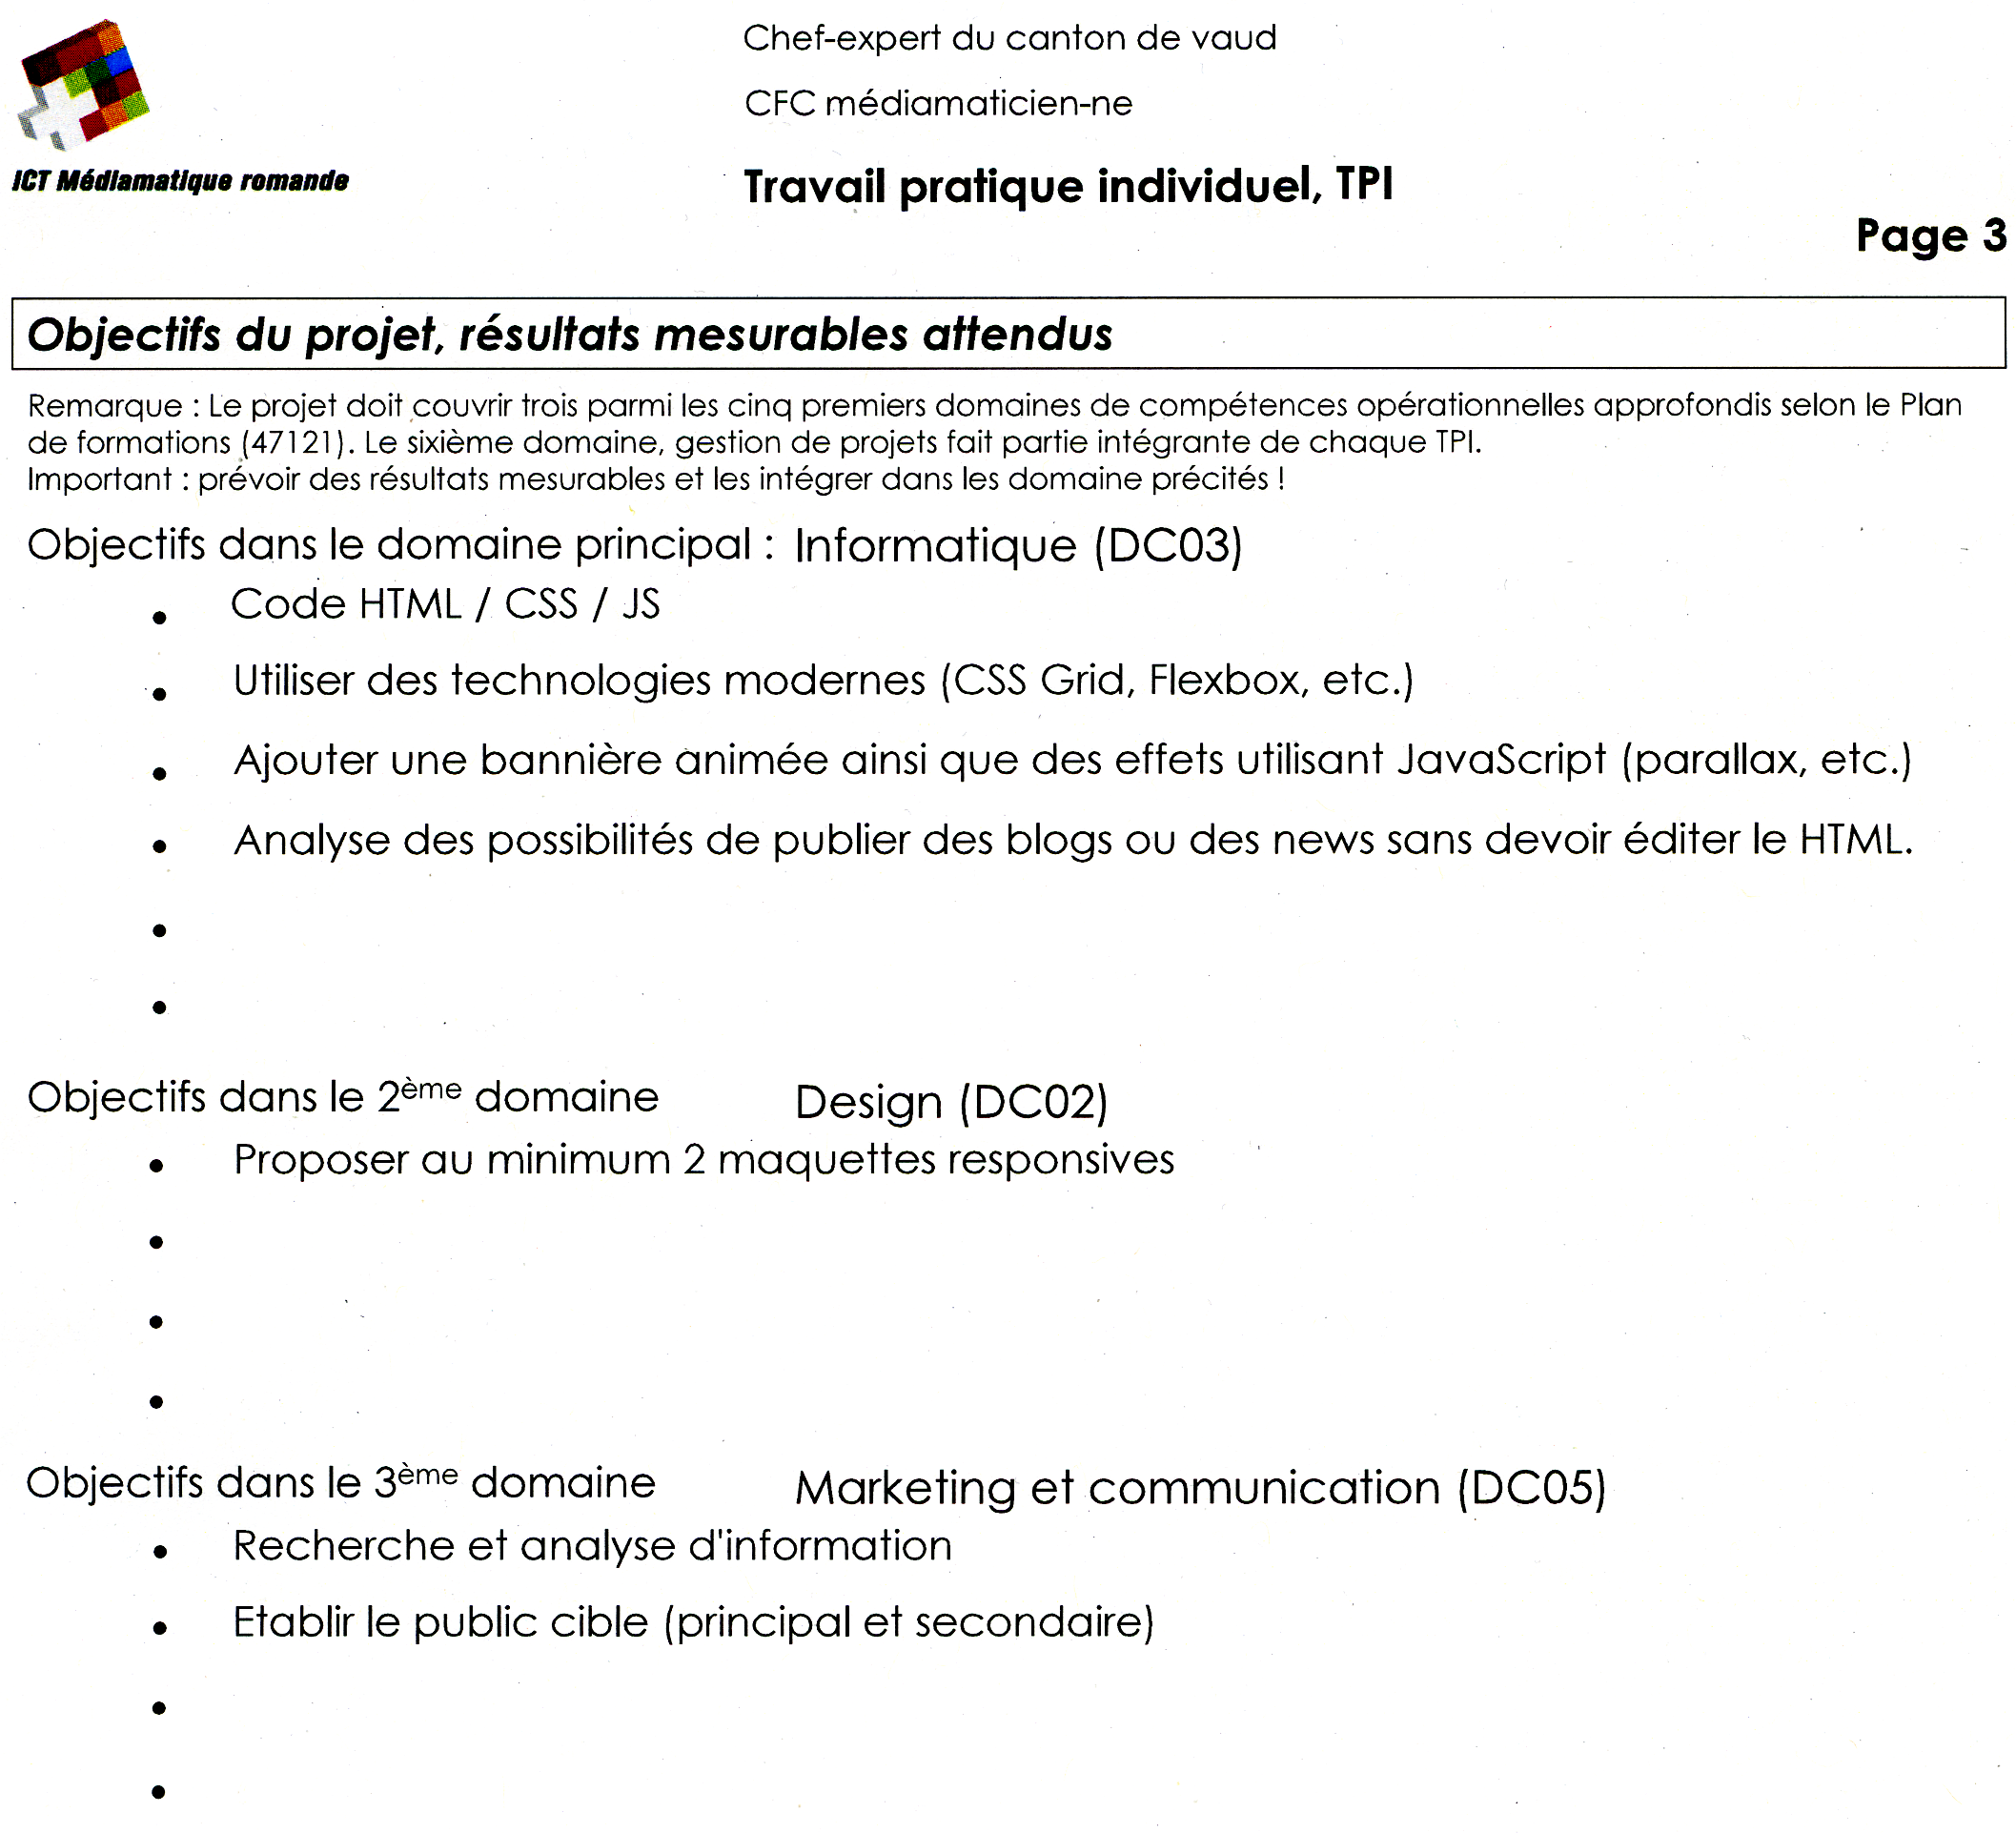 Chef-expert du canton de vaud
CFC médiamaticien-ne
ICT Médiamatique romande
Travail pratique individuel, TPI
Page 3
Objectifs du projet, résultats mesurables attendus
Remarque : Le projet doit couvrir trois parmi les cinq premiers domaines de compétences opérationnelles approfondis selon le Plan
de formations (47121). Le sixième domaine, gestion de projets fait partie intégrante de chaque TPI.
Important : prévoir des résultats mesurables et les intégrer dans les domaine précités !
Objectifs dans le domaine principal : Informatique (DC03)
• Code HTML / CSS / JS
• Utiliser des technologies modernes (CSS Grid, Flexbox, etc.)
• Ajouter une bannière animée ainsi que des effets utilisant JavaScript (parallax, etc.)
• Analyse des possibilités de publier des blogs ou des news sans devoir éditer le HTML.
•
•
Objectifs dans le 2ème domaine Design (DC02)
• Proposer au minimum 2 maquettes responsives
•
•
•
Objectifs dans le 3ème domaine Marketing et communication (DC05)
• Recherche et analyse d'information
• Etablir le public cible (principal et secondaire)
•
•